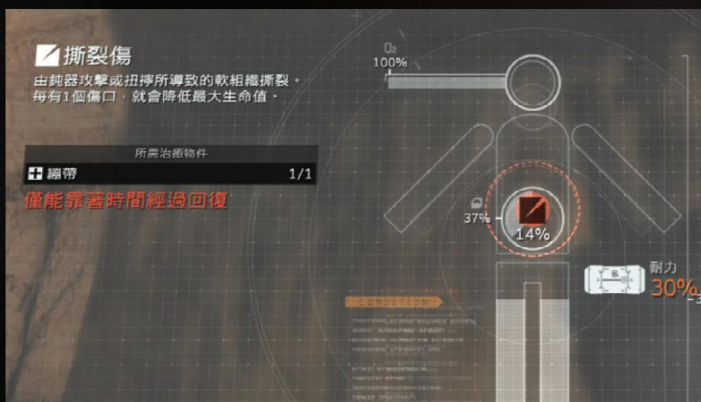 撕裂傷
由鈍器攻擊或扭擰所導致的軟組織撕裂。
每有1個傷口，就會降低最大生命值。
所需治癒物件
繃帶 1/1
僅能靠著時間經過回復
O₂
100%
37%
14%
耐力
30%
CONDITION